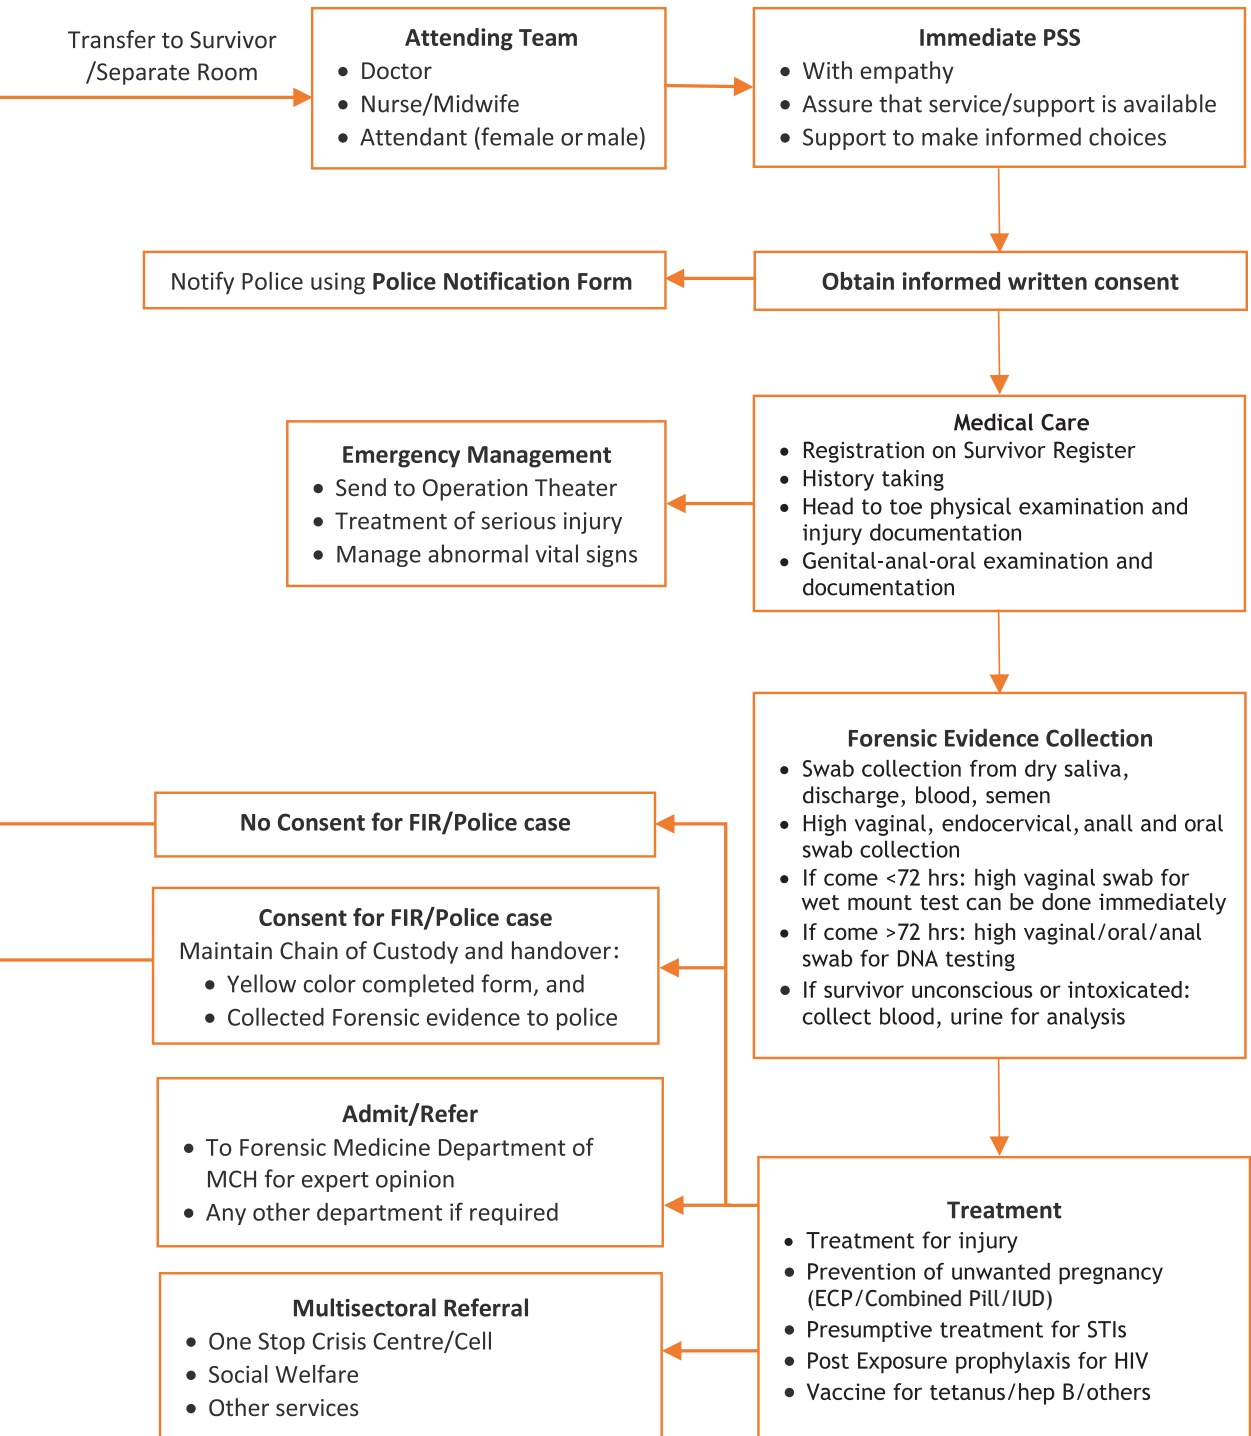 Transfer to Survivor
/Separate Room
Attending Team
• Doctor
• Nurse/Midwife
• Attendant (female or male)
Immediate PSS
• With empathy
• Assure that service/support is available
• Support to make informed choices
Notify Police using Police Notification Form
Obtain informed written consent
Emergency Management
• Send to Operation Theater
• Treatment of serious injury
• Manage abnormal vital signs
Medical Care
• Registration on Survivor Register
• History taking
• Head to toe physical examination and
injury documentation
• Genital-anal-oral examination and
documentation
Forensic Evidence Collection
• Swab collection from dry saliva,
discharge, blood, semen
• High vaginal, endocervical, anall and oral
swab collection
• If come <72 hrs: high vaginal swab for
wet mount test can be done immediately
• If come >72 hrs: high vaginal/oral/anal
swab for DNA testing
• If survivor unconscious or intoxicated:
collect blood, urine for analysis
No Consent for FIR/Police case
Consent for FIR/Police case
Maintain Chain of Custody and handover:
• Yellow color completed form, and
• Collected Forensic evidence to police
Admit/Refer
• To Forensic Medicine Department of
MCH for expert opinion
• Any other department if required
Treatment
• Treatment for injury
• Prevention of unwanted pregnancy
(ECP/Combined Pill/IUD)
• Presumptive treatment for STIs
• Post Exposure prophylaxis for HIV
• Vaccine for tetanus/hep B/others
Multisectoral Referral
• One Stop Crisis Centre/Cell
• Social Welfare
• Other services